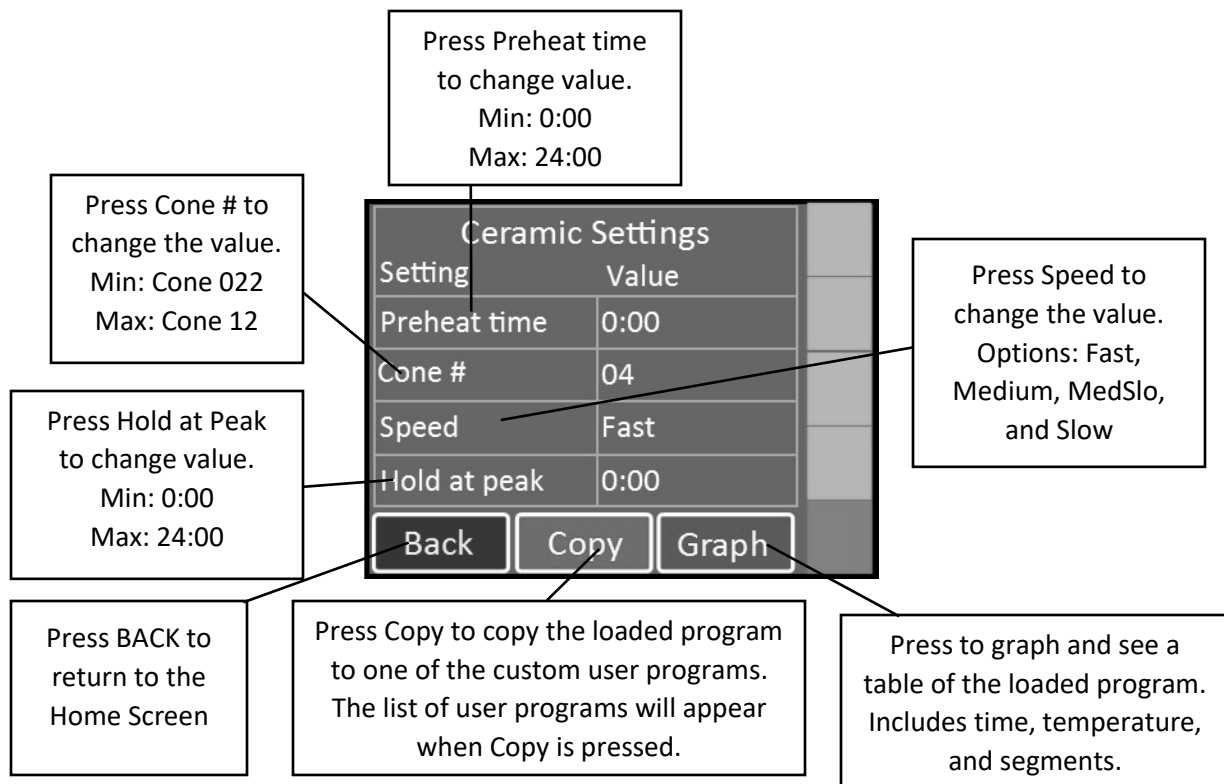 Press Preheat time
to change value.
Min: 0:00
Max: 24:00
Press Cone # to
change the value.
Min: Cone 022
Max: Cone 12
Press Hold at Peak
to change value.
Min: 0:00
Max: 24:00
Ceramic Settings
Setting Value
Preheat time 0:00
Cone # 04
Speed Fast
Hold at peak 0:00
Back Copy Graph
Press Speed to
change the value.
Options: Fast,
Medium, MedSlo,
and Slow
Press BACK to
return to the
Home Screen
Press Copy to copy the loaded program
to one of the custom user programs.
The list of user programs will appear
when Copy is pressed.
Press to graph and see a
table of the loaded program.
Includes time, temperature,
and segments.